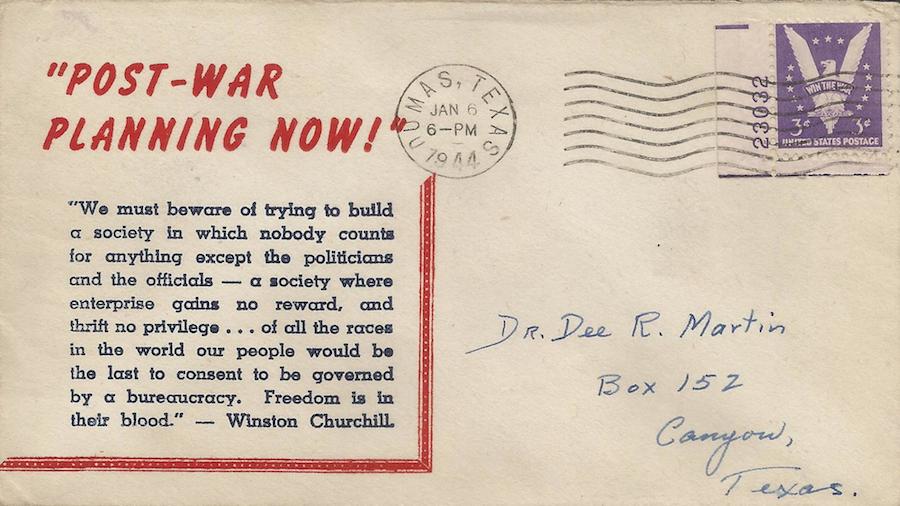 "POST-WAR
PLANNING NOW!"
"We must beware of trying to build
a society in which nobody counts
for anything except the politicians
and the officials — a society where
enterprise gains no reward, and
thrift no privilege . . . of all the races
in the world our people would be
the last to consent to be governed
by a bureaucracy. Freedom is in
their blood." — Winston Churchill.
DUMAS, TEXAS
JAN 6
6-PM
1944
23032
WIN THE WAR
3¢ 3¢
UNITED STATES POSTAGE
Dr. Dee R. Martin
Box 152
Canyon,
Texas.